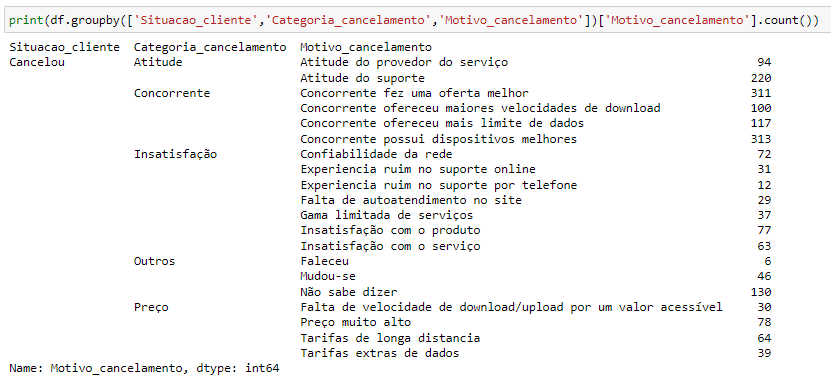 print(df.groupby(['Situacao_cliente','Categoria_cancelamento','Motivo_cancelamento'])['Motivo_cancelamento'].count())
Situacao_cliente  Categoria_cancelamento  Motivo_cancelamento
Cancelou          Atitude                 Atitude do provedor do serviço                                  94
                                          Atitude do suporte                                             220
                  Concorrente             Concorrente fez uma oferta melhor                              311
                                          Concorrente ofereceu maiores velocidades de download           100
                                          Concorrente ofereceu mais limite de dados                      117
                                          Concorrente possui dispositivos melhores                       313
                  Insatisfação            Confiabilidade da rede                                          72
                                          Experiencia ruim no suporte online                              31
                                          Experiencia ruim no suporte por telefone                        12
                                          Falta de autoatendimento no site                                29
                                          Gama limitada de serviços                                       37
                                          Insatisfação com o produto                                      77
                                          Insatisfação com o serviço                                      63
                  Outros                  Faleceu                                                          6
                                          Mudou-se                                                        46
                                          Não sabe dizer                                                 130
                  Preço                   Falta de velocidade de download/upload por um valor acessível   30
                                          Preço muito alto                                                78
                                          Tarifas de longa distancia                                      64
                                          Tarifas extras de dados                                         39
Name: Motivo_cancelamento, dtype: int64